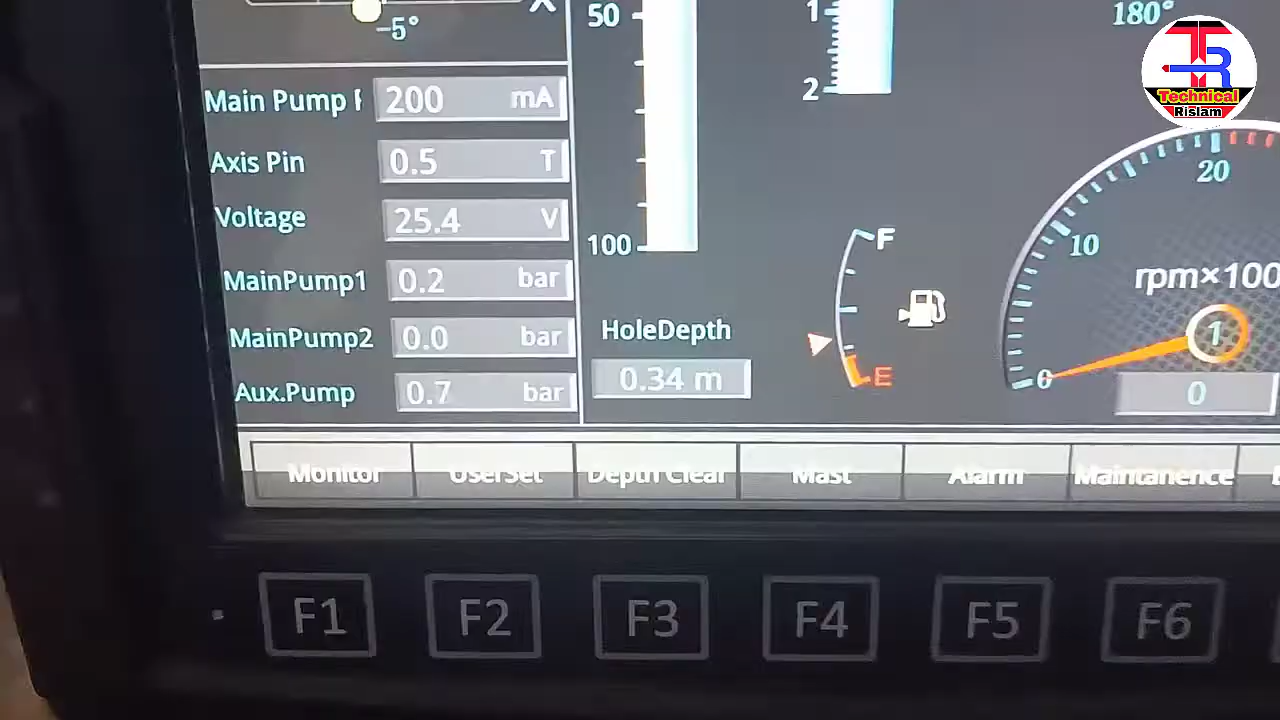 X
-5°
Main Pump
200 mA
Axis Pin
0.5 T
Voltage
25.4 V
MainPump1
0.2 bar
MainPump2
0.0 bar
Aux.Pump
0.7 bar
50
100
1
2
180°
HoleDepth
0.34 m
F
E
0
10
20
rpm×100
1
0
Monitor
UserSet
Depth Clear
Mast
Alarm
Maintanence
F1
F2
F3
F4
F5
F6
TR
Technical
Rislam